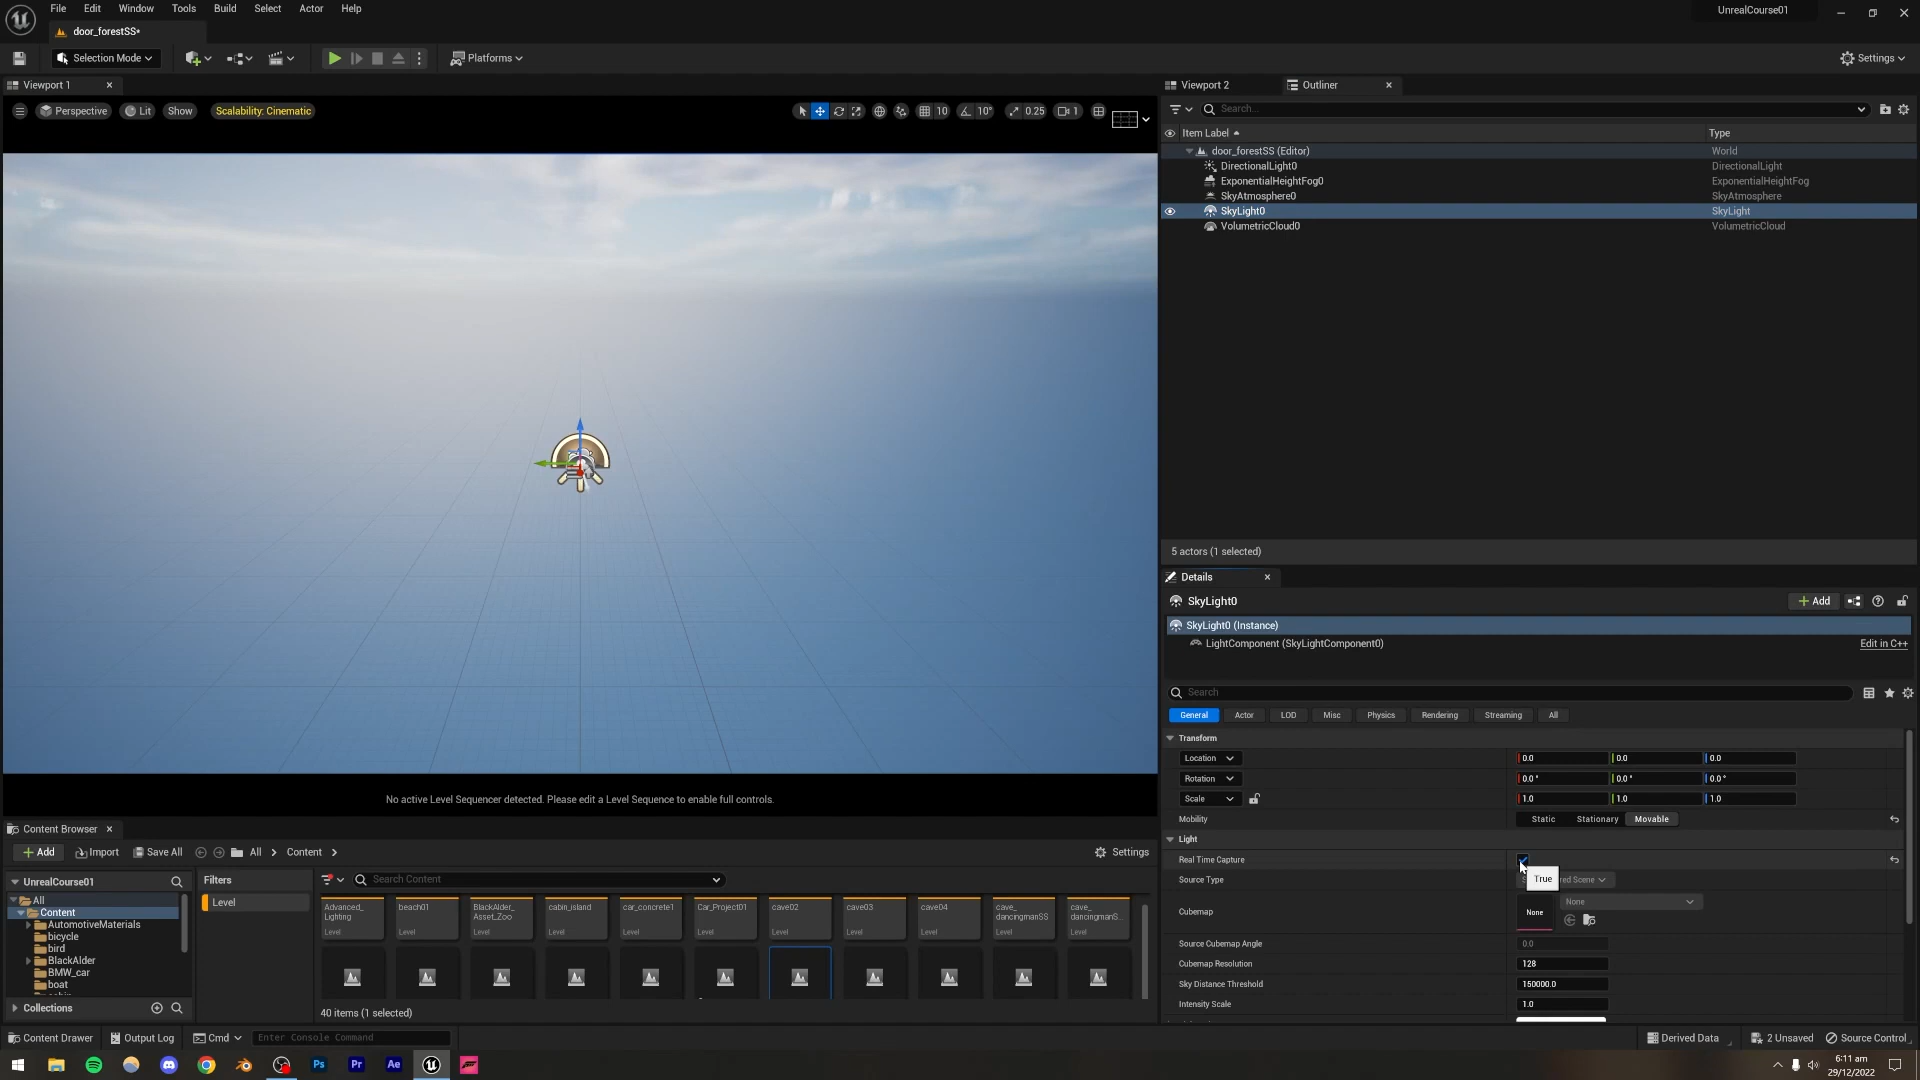 File Edit Window Tools Build Select Actor Help
UnrealCourse01
door_forestSS*
Selection Mode
Platforms
Settings
Viewport 1
Viewport 2
Outliner
Perspective Lit Show Scalability: Cinematic
10 10° 0.25 1
Search...
Item Label Type
door_forestSS (Editor) World
DirectionalLight0 DirectionalLight
ExponentialHeightFog0 ExponentialHeightFog
SkyAtmosphere0 SkyAtmosphere
SkyLight0 SkyLight
VolumetricCloud0 VolumetricCloud
5 actors (1 selected)
Details
SkyLight0
Add
SkyLight0 (Instance)
LightComponent (SkyLightComponent0) Edit in C++
Search
General Actor LOD Misc Physics Rendering Streaming All
Transform
Location 0.0 0.0 0.0
Rotation 0.0° 0.0° 0.0°
Scale 1.0 1.0 1.0
Mobility Static Stationary Movable
Light
Real Time Capture
Source Type Scene
True
Cubemap None None
Source Cubemap Angle 0.0
Cubemap Resolution 128
Sky Distance Threshold 150000.0
Intensity Scale 1.0
No active Level Sequencer detected. Please edit a Level Sequence to enable full controls.
Content Browser
Add Import Save All All Content Settings
UnrealCourse01
All
Content
AutomotiveMaterials
bicycle
bird
BlackAlder
BMW_car
boat
Collections
Filters
Level
Search Content
Advanced_
Lighting
Level
beach01
Level
BlackAlder_
Asset_Zoo
Level
cabin_island
Level
car_concrete1
Level
Car_Project01
Level
cave02
Level
cave03
Level
cave04
Level
cave_
dancingmanSS
Level
cave_
dancingmanS...
Level
40 items (1 selected)
Content Drawer Output Log Cmd Enter Console Command
Derived Data 2 Unsaved Source Control
Ps Pr Ae
6:11 am
29/12/2022